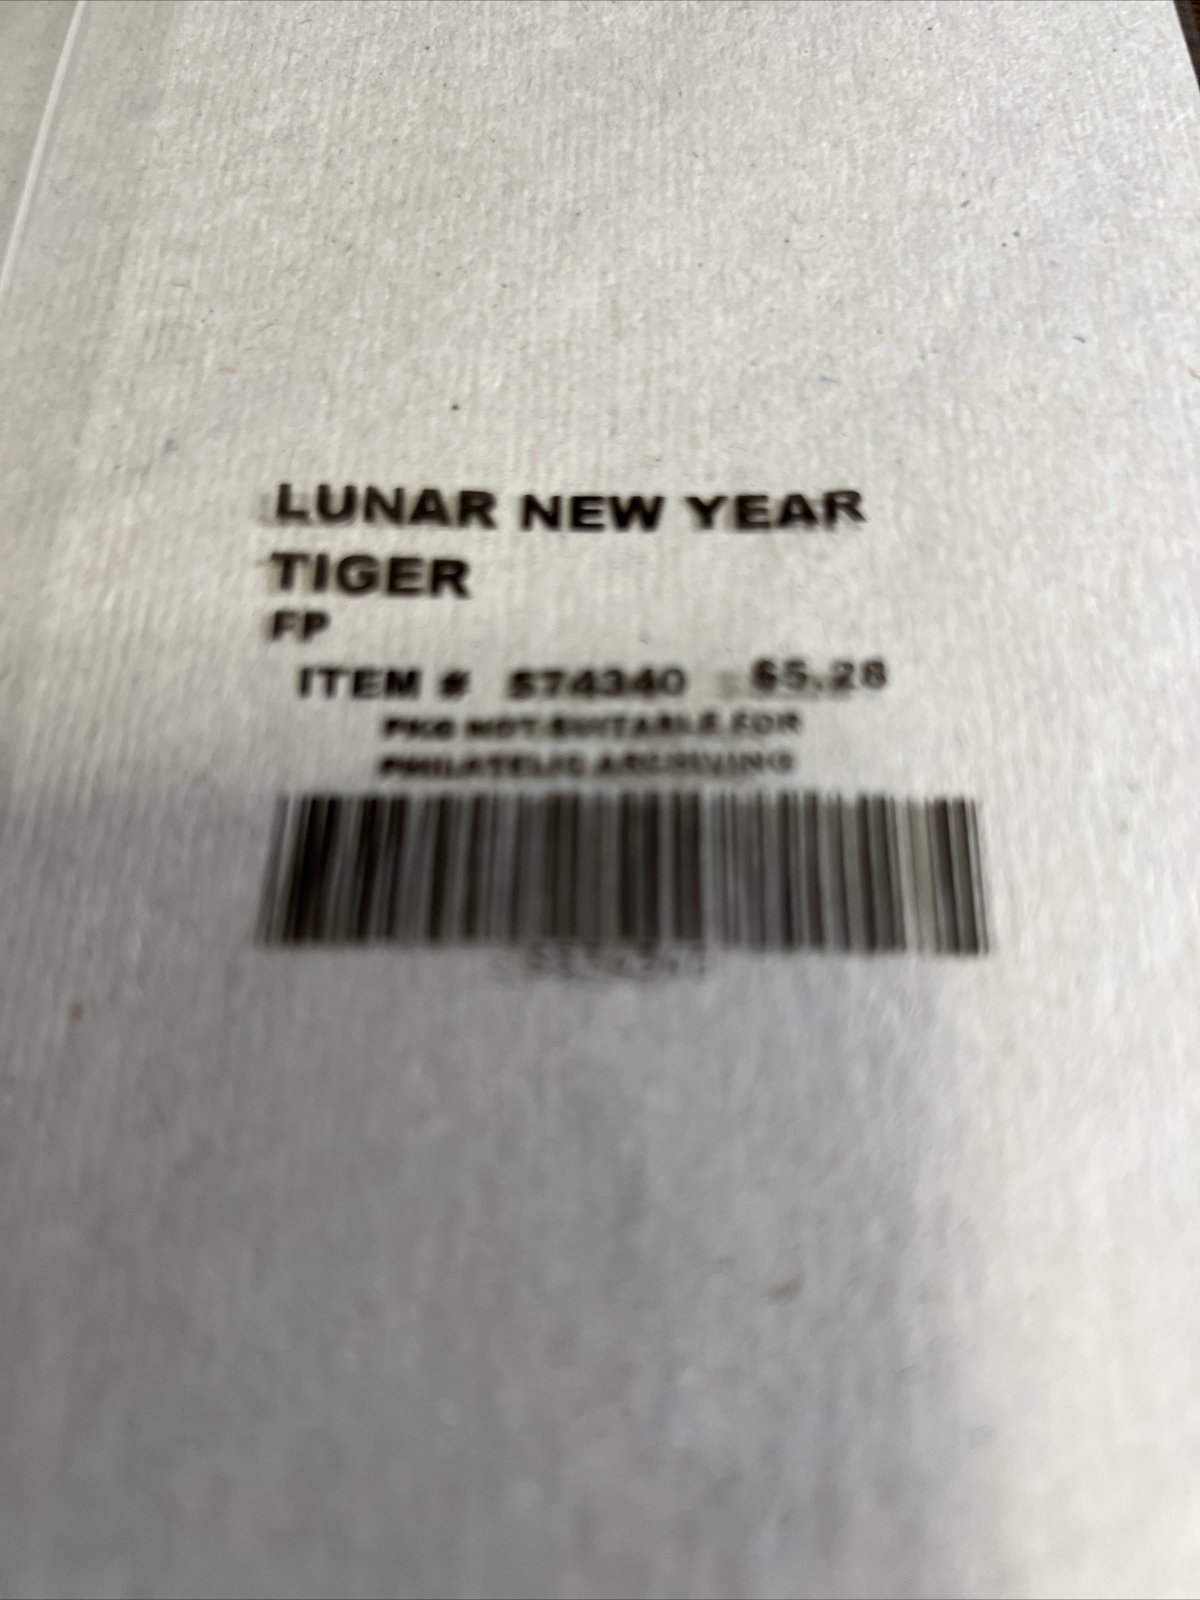 LUNAR NEW YEAR
TIGER
FP
ITEM # 574340 $5.28
PKG NOT SUITABLE FOR
PHILATELIC ARCHIVING